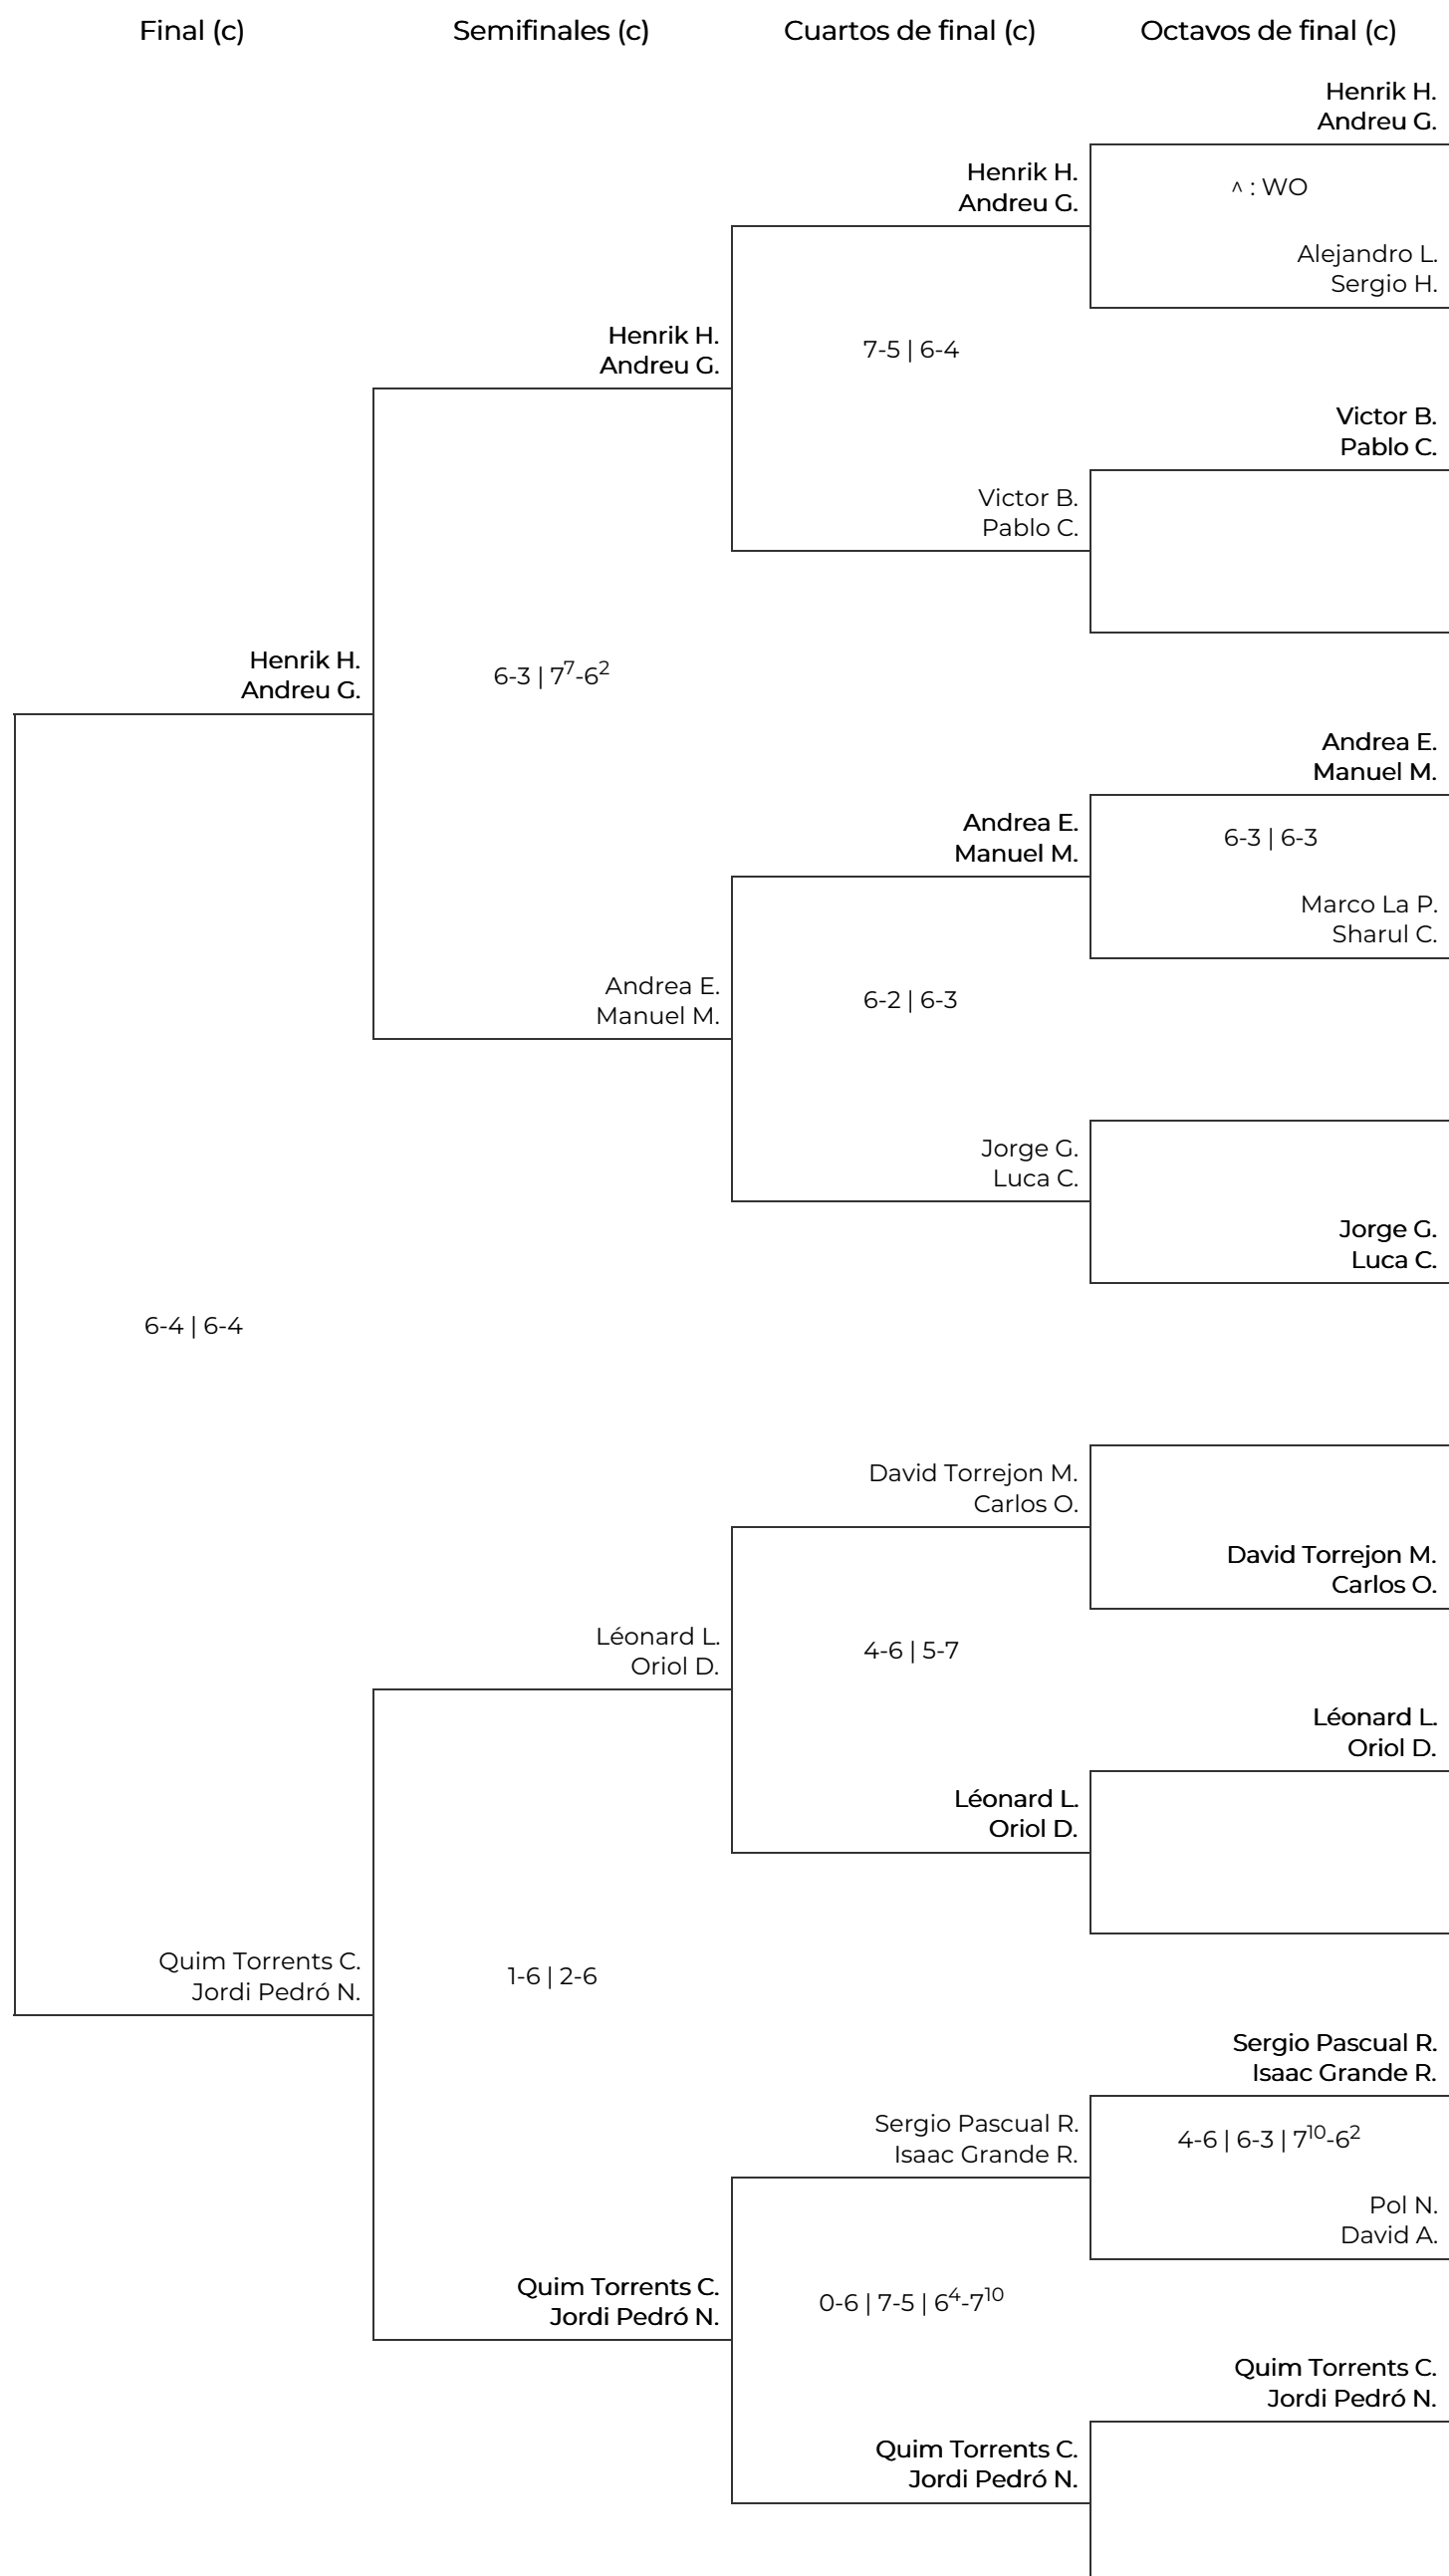 Final (c)
Semifinales (c)
Cuartos de final (c)
Octavos de final (c)
Henrik H.
Andreu G.
Henrik H.
Andreu G.
^ : WO
Alejandro L.
Sergio H.
Henrik H.
Andreu G.
7-5 | 6-4
Victor B.
Pablo C.
Victor B.
Pablo C.
Henrik H.
Andreu G.
6-3 | 7⁷-6²
Andrea E.
Manuel M.
Andrea E.
Manuel M.
6-3 | 6-3
Marco La P.
Sharul C.
Andrea E.
Manuel M.
6-2 | 6-3
Jorge G.
Luca C.
Jorge G.
Luca C.
6-4 | 6-4
David Torrejon M.
Carlos O.
David Torrejon M.
Carlos O.
Léonard L.
Oriol D.
4-6 | 5-7
Léonard L.
Oriol D.
Léonard L.
Oriol D.
Quim Torrents C.
Jordi Pedró N.
1-6 | 2-6
Sergio Pascual R.
Isaac Grande R.
Sergio Pascual R.
Isaac Grande R.
4-6 | 6-3 | 7¹⁰-6²
Pol N.
David A.
Quim Torrents C.
Jordi Pedró N.
0-6 | 7-5 | 6⁴-7¹⁰
Quim Torrents C.
Jordi Pedró N.
Quim Torrents C.
Jordi Pedró N.